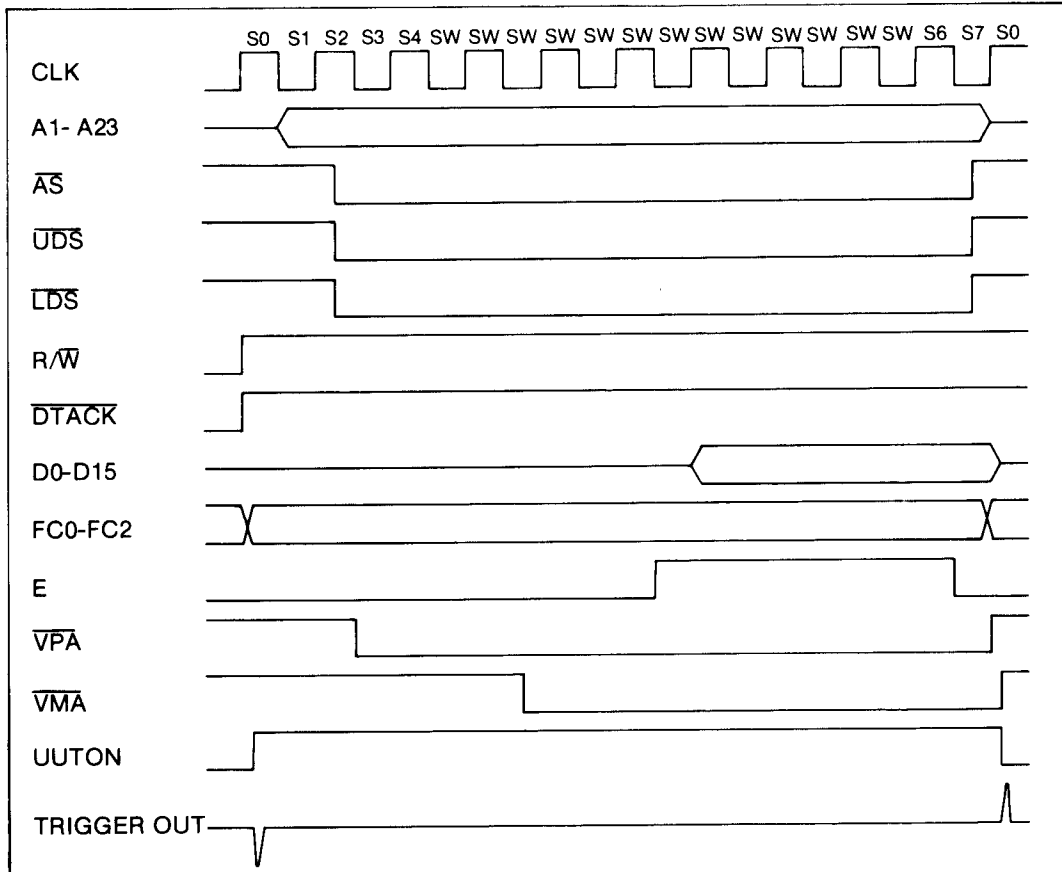 S0 S1 S2 S3 S4 SW SW SW SW SW SW SW SW SW SW SW SW SW S6 S7 S0
CLK
A1- A23
AS
UDS
LDS
R/W
DTACK
D0-D15
FC0-FC2
E
VPA
VMA
UUTON
TRIGGER OUT